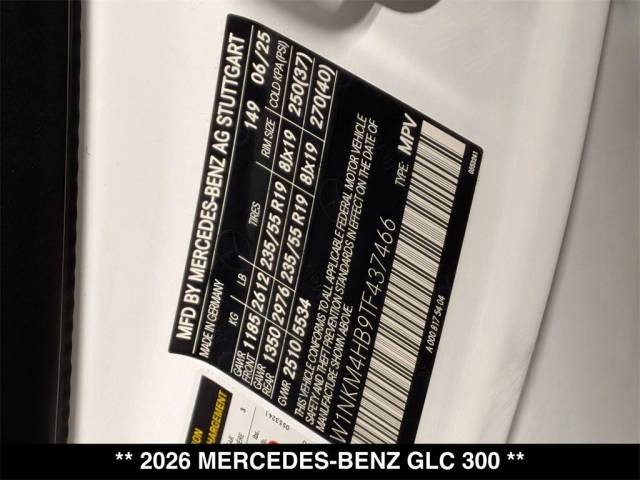 MFD BY MERCEDES-BENZ AG STUTTGART
MADE IN GERMANY 149 06/25
KG LB TIRES RIM SIZE COLD KPA (PSI)
GAWR FRONT 1185 2612 235/55 R19 8Jx19 250(37)
GAWR REAR 1350 2976 235/55 R19 8Jx19 270(40)
GVWR 2510 5534
THIS VEHICLE CONFORMS TO ALL APPLICABLE FEDERAL MOTOR VEHICLE
SAFETY AND THEFT PREVENTION STANDARDS IN EFFECT ON THE DATE OF
MANUFACTURE SHOWN ABOVE.
W1NKM4HB9TF437466 TYPE: MPV
A 000 817 54 04 0553241
0553241
3
** 2026 MERCEDES-BENZ GLC 300 **